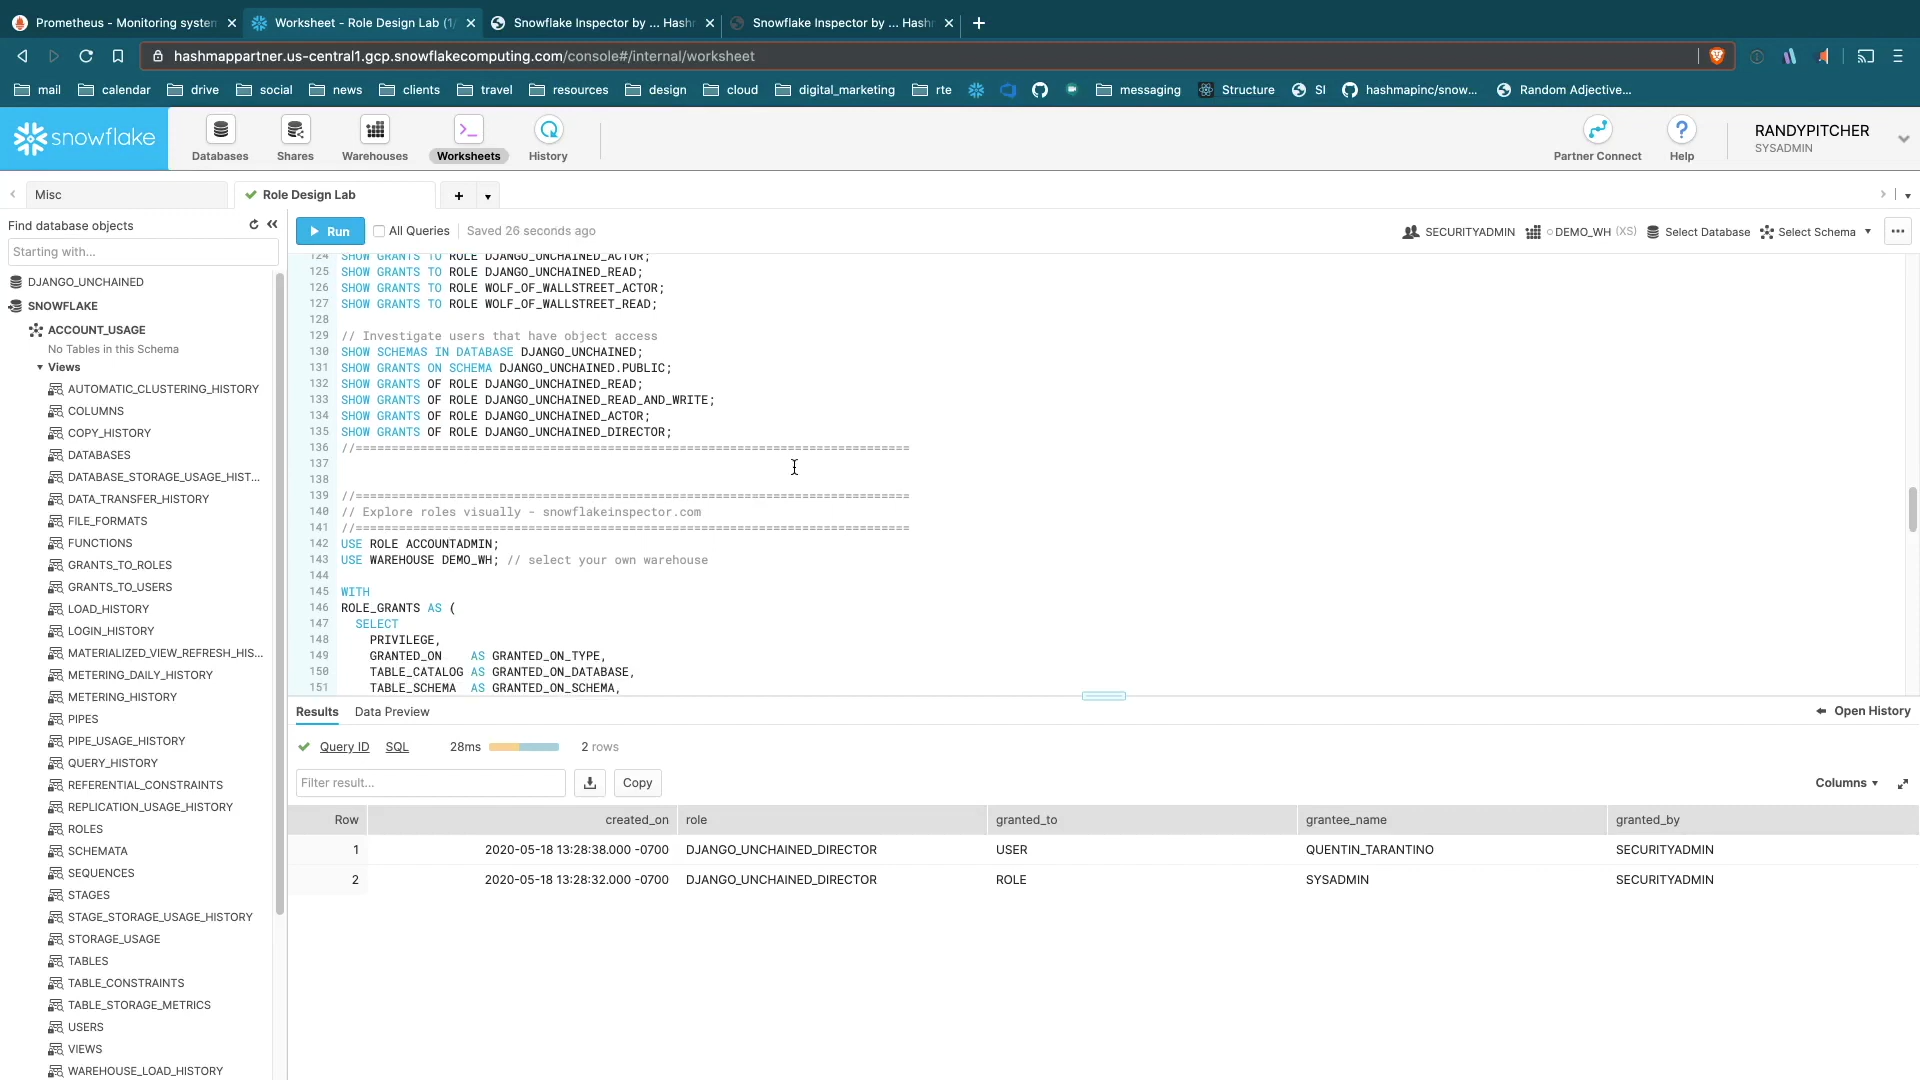 Prometheus - Monitoring system
Worksheet - Role Design Lab (1/
Snowflake Inspector by ... Hashm
Snowflake Inspector by ... Hashm
hashmappartner.us-central1.gcp.snowflakecomputing.com/console#/internal/worksheet
mail calendar drive social news clients travel resources design cloud digital_marketing rte messaging Structure SI hashmapinc/snow... Random Adjective...
snowflake
Databases Shares Warehouses Worksheets History
Partner Connect Help
RANDYPITCHER
SYSADMIN
Misc
Role Design Lab
Find database objects
Starting with...
DJANGO_UNCHAINED
SNOWFLAKE
ACCOUNT_USAGE
No Tables in this Schema
Views
AUTOMATIC_CLUSTERING_HISTORY
COLUMNS
COPY_HISTORY
DATABASES
DATABASE_STORAGE_USAGE_HIST...
DATA_TRANSFER_HISTORY
FILE_FORMATS
FUNCTIONS
GRANTS_TO_ROLES
GRANTS_TO_USERS
LOAD_HISTORY
LOGIN_HISTORY
MATERIALIZED_VIEW_REFRESH_HIS...
METERING_DAILY_HISTORY
METERING_HISTORY
PIPES
PIPE_USAGE_HISTORY
QUERY_HISTORY
REFERENTIAL_CONSTRAINTS
REPLICATION_USAGE_HISTORY
ROLES
SCHEMATA
SEQUENCES
STAGES
STAGE_STORAGE_USAGE_HISTORY
STORAGE_USAGE
TABLES
TABLE_CONSTRAINTS
TABLE_STORAGE_METRICS
USERS
VIEWS
WAREHOUSE_LOAD_HISTORY
Run All Queries Saved 26 seconds ago
SECURITYADMIN DEMO_WH (XS) Select Database Select Schema
124 SHOW GRANTS TO ROLE DJANGO_UNCHAINED_ACTOR;
125 SHOW GRANTS TO ROLE DJANGO_UNCHAINED_READ;
126 SHOW GRANTS TO ROLE WOLF_OF_WALLSTREET_ACTOR;
127 SHOW GRANTS TO ROLE WOLF_OF_WALLSTREET_READ;
128
129 // Investigate users that have object access
130 SHOW SCHEMAS IN DATABASE DJANGO_UNCHAINED;
131 SHOW GRANTS ON SCHEMA DJANGO_UNCHAINED.PUBLIC;
132 SHOW GRANTS OF ROLE DJANGO_UNCHAINED_READ;
133 SHOW GRANTS OF ROLE DJANGO_UNCHAINED_READ_AND_WRITE;
134 SHOW GRANTS OF ROLE DJANGO_UNCHAINED_ACTOR;
135 SHOW GRANTS OF ROLE DJANGO_UNCHAINED_DIRECTOR;
136 //=============================================================================
137
138
139 //=============================================================================
140 // Explore roles visually - snowflakeinspector.com
141 //=============================================================================
142 USE ROLE ACCOUNTADMIN;
143 USE WAREHOUSE DEMO_WH; // select your own warehouse
144
145 WITH
146 ROLE_GRANTS AS (
147 SELECT
148 PRIVILEGE,
149 GRANTED_ON AS GRANTED_ON_TYPE,
150 TABLE_CATALOG AS GRANTED_ON_DATABASE,
151 TABLE_SCHEMA AS GRANTED_ON_SCHEMA,
Results Data Preview Open History
Query ID SQL 28ms 2 rows
Filter result... Copy Columns
Row created_on role granted_to grantee_name granted_by
1 2020-05-18 13:28:38.000 -0700 DJANGO_UNCHAINED_DIRECTOR USER QUENTIN_TARANTINO SECURITYADMIN
2 2020-05-18 13:28:32.000 -0700 DJANGO_UNCHAINED_DIRECTOR ROLE SYSADMIN SECURITYADMIN